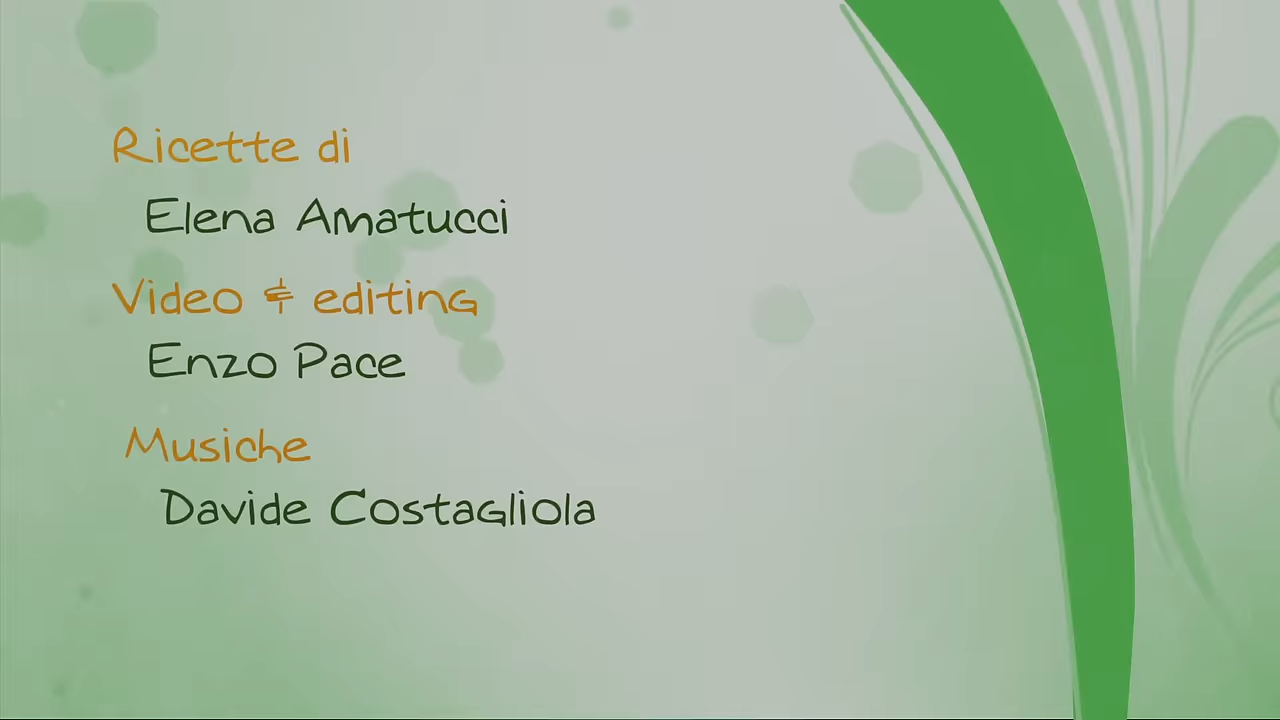 Ricette di
Elena Amatucci
Video & editing
Enzo Pace
Musiche
Davide Costagliola